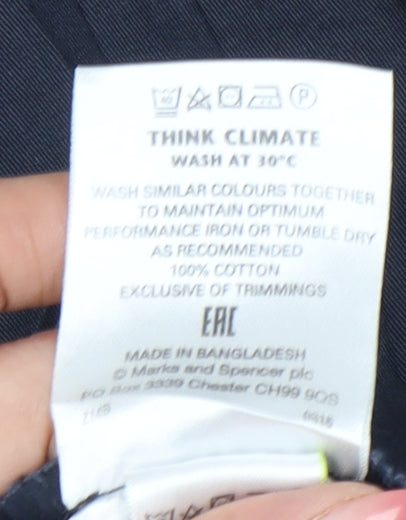 40 P
THINK CLIMATE
WASH AT 30°C
WASH SIMILAR COLOURS TOGETHER
TO MAINTAIN OPTIMUM
PERFORMANCE IRON OR TUMBLE DRY
AS RECOMMENDED
100% COTTON
EXCLUSIVE OF TRIMMINGS
EAC
MADE IN BANGLADESH
© Marks and Spencer plc
PO Box 3339 Chester CH99 9QS